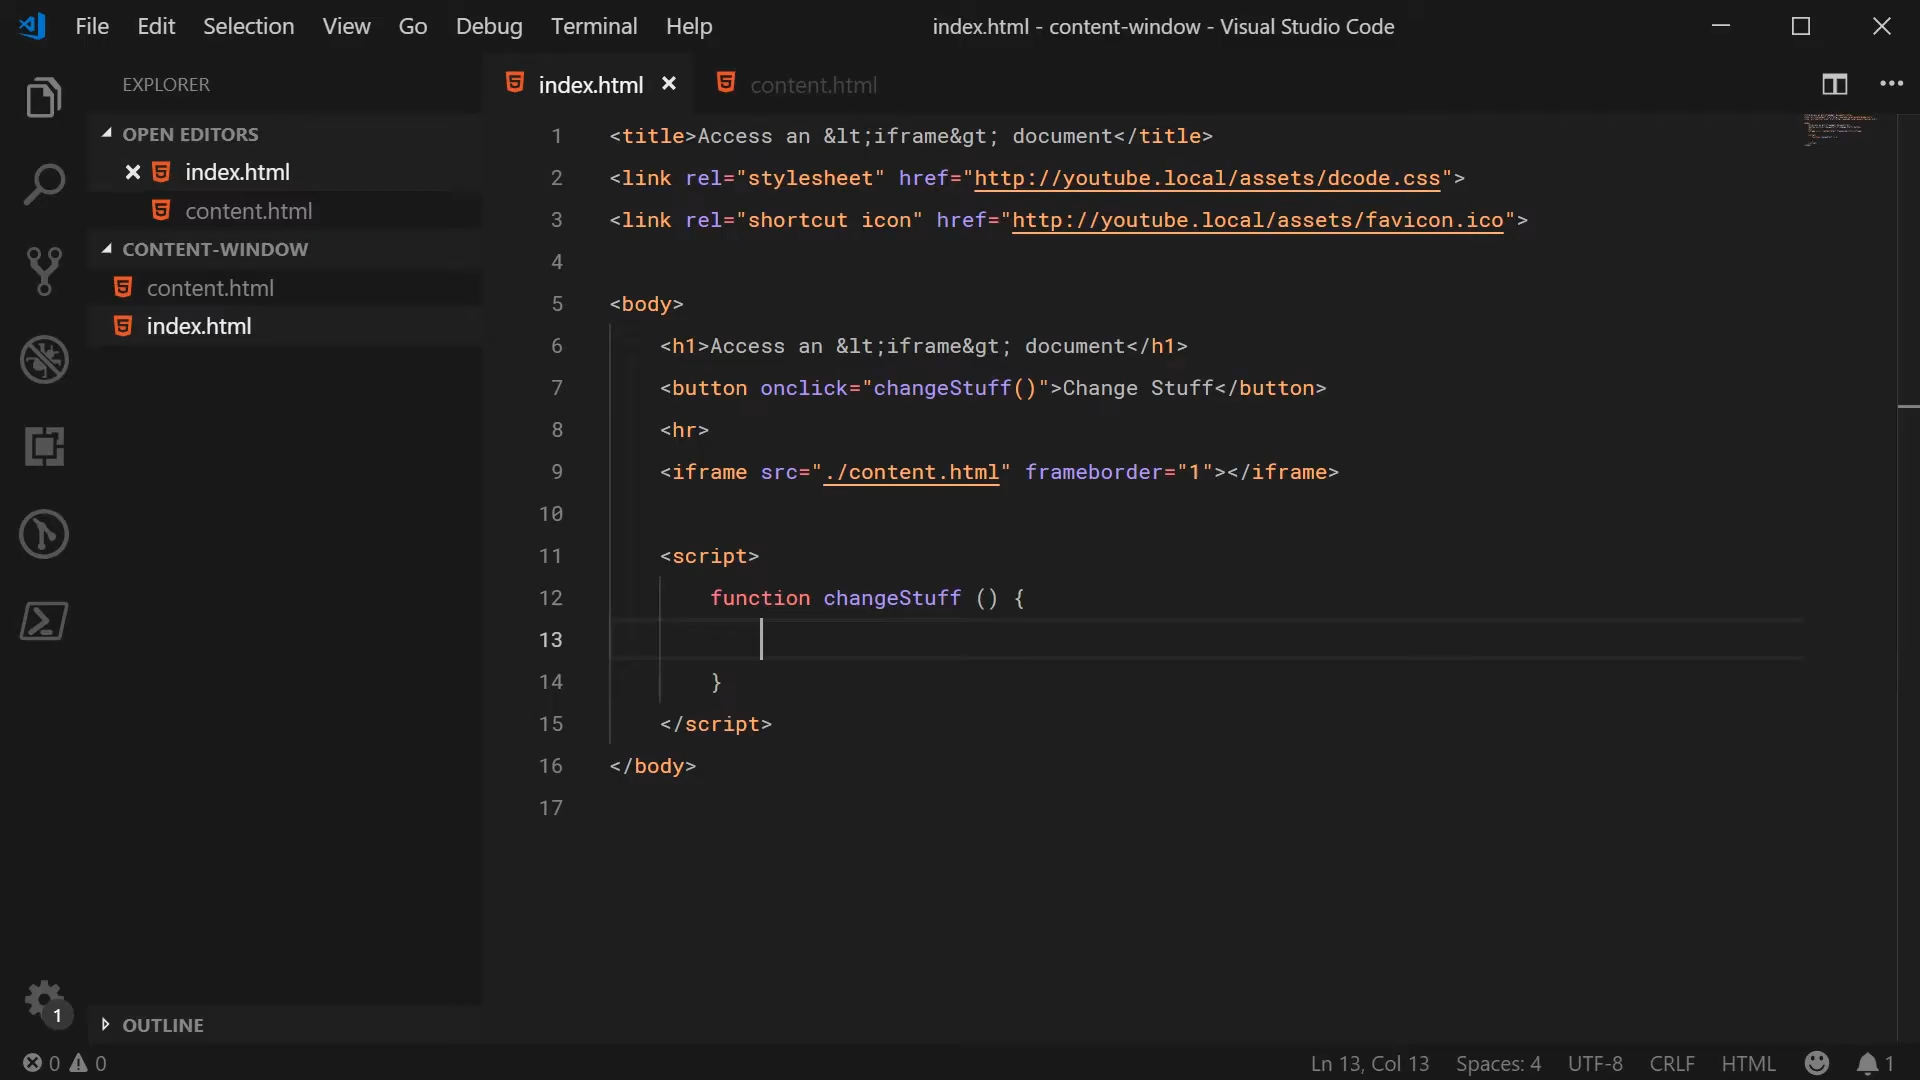 File Edit Selection View Go Debug Terminal Help
index.html - content-window - Visual Studio Code
EXPLORER
OPEN EDITORS
index.html
content.html
CONTENT-WINDOW
content.html
index.html
OUTLINE
1
index.html
content.html
1 <title>Access an &lt;iframe&gt; document</title>
2 <link rel="stylesheet" href="http://youtube.local/assets/dcode.css">
3 <link rel="shortcut icon" href="http://youtube.local/assets/favicon.ico">
4
5 <body>
6     <h1>Access an &lt;iframe&gt; document</h1>
7     <button onclick="changeStuff()">Change Stuff</button>
8     <hr>
9     <iframe src="./content.html" frameborder="1"></iframe>
10
11     <script>
12         function changeStuff () {
13
14         }
15     </script>
16 </body>
17
0 0
Ln 13, Col 13 Spaces: 4 UTF-8 CRLF HTML 1